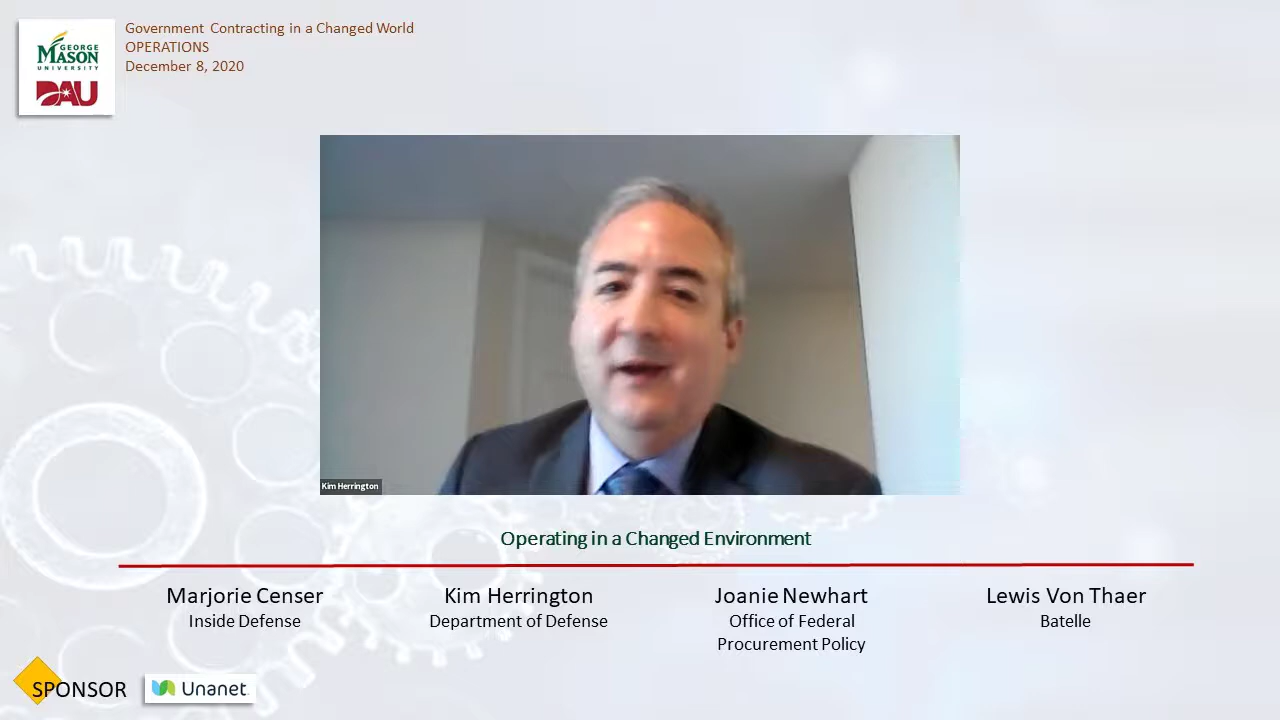 Government Contracting in a Changed World
OPERATIONS
December 8, 2020
GEORGE
MASON
UNIVERSITY
DAU
Kim Herrington
Operating in a Changed Environment
Marjorie Censer
Inside Defense
Kim Herrington
Department of Defense
Joanie Newhart
Office of Federal
Procurement Policy
Lewis Von Thaer
Batelle
SPONSOR
Unanet